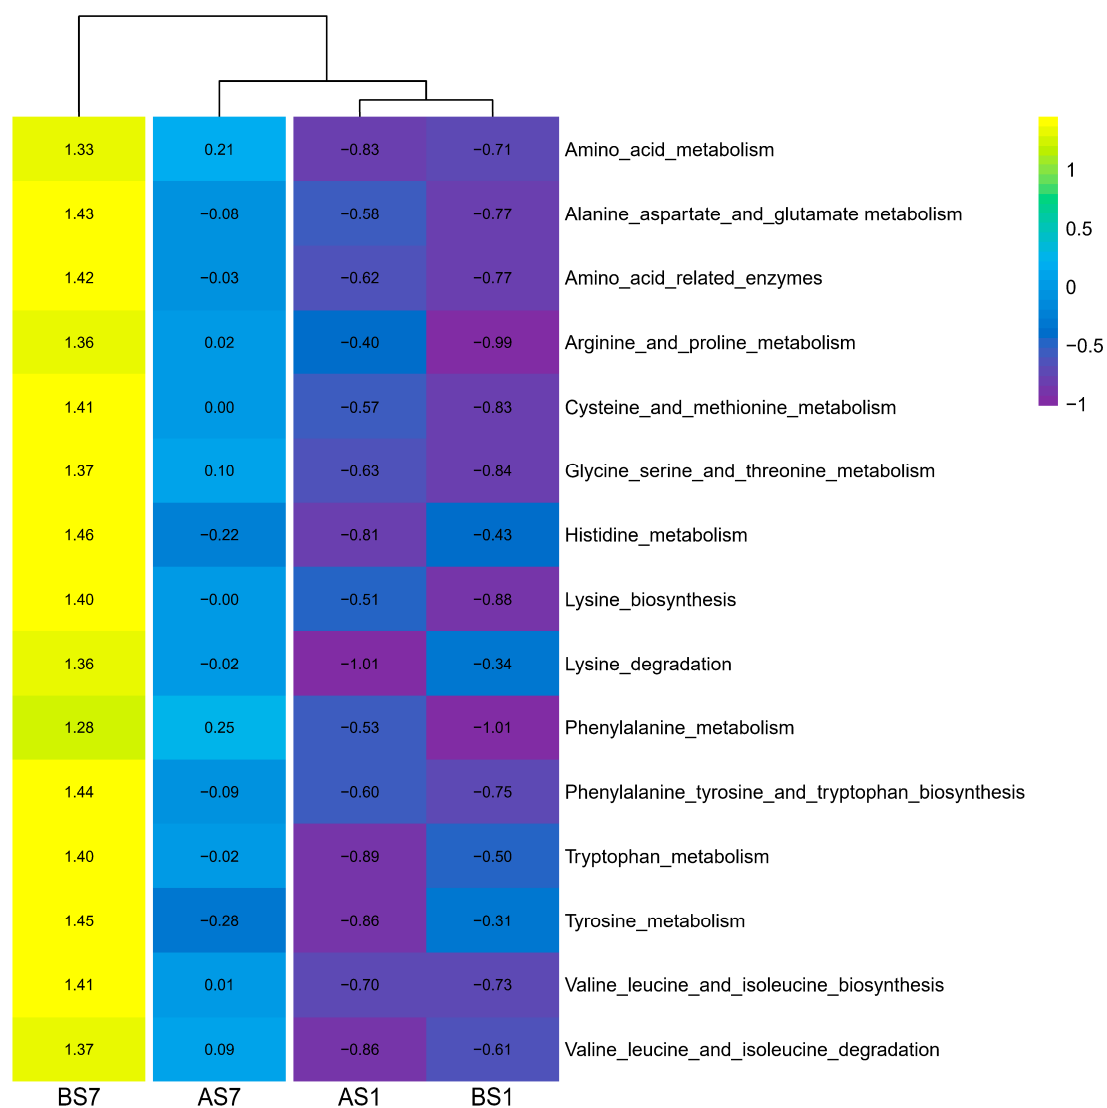 1.33 0.21 −0.83 −0.71 Amino_acid_metabolism
1.43 −0.08 −0.58 −0.77 Alanine_aspartate_and_glutamate metabolism
1.42 −0.03 −0.62 −0.77 Amino_acid_related_enzymes
1.36 0.02 −0.40 −0.99 Arginine_and_proline_metabolism
1.41 0.00 −0.57 −0.83 Cysteine_and_methionine_metabolism
1.37 0.10 −0.63 −0.84 Glycine_serine_and_threonine_metabolism
1.46 −0.22 −0.81 −0.43 Histidine_metabolism
1.40 −0.00 −0.51 −0.88 Lysine_biosynthesis
1.36 −0.02 −1.01 −0.34 Lysine_degradation
1.28 0.25 −0.53 −1.01 Phenylalanine_metabolism
1.44 −0.09 −0.60 −0.75 Phenylalanine_tyrosine_and_tryptophan_biosynthesis
1.40 −0.02 −0.89 −0.50 Tryptophan_metabolism
1.45 −0.28 −0.86 −0.31 Tyrosine_metabolism
1.41 0.01 −0.70 −0.73 Valine_leucine_and_isoleucine_biosynthesis
1.37 0.09 −0.86 −0.61 Valine_leucine_and_isoleucine_degradation
BS7 AS7 AS1 BS1
1
0.5
0
−0.5
−1